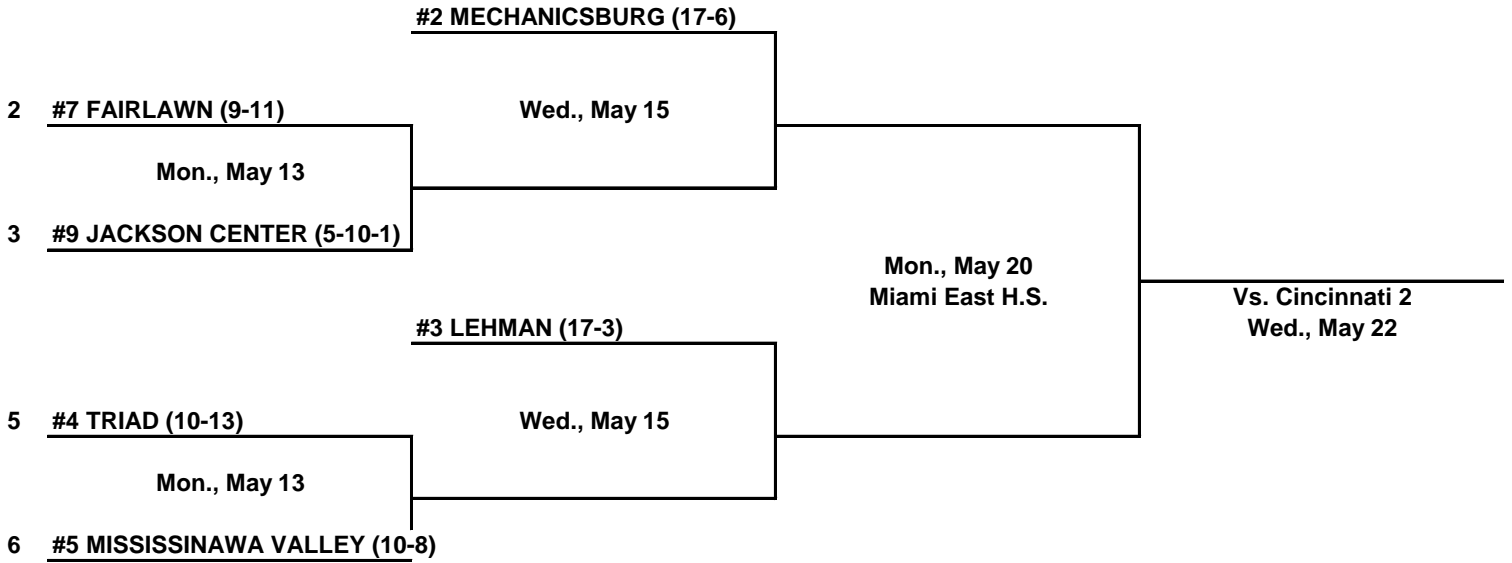 #2 MECHANICSBURG (17-6)
2 #7 FAIRLAWN (9-11)
Wed., May 15
Mon., May 13
3 #9 JACKSON CENTER (5-10-1)
Mon., May 20
Miami East H.S.
Vs. Cincinnati 2
Wed., May 22
#3 LEHMAN (17-3)
5 #4 TRIAD (10-13)
Wed., May 15
Mon., May 13
6 #5 MISSISSINAWA VALLEY (10-8)